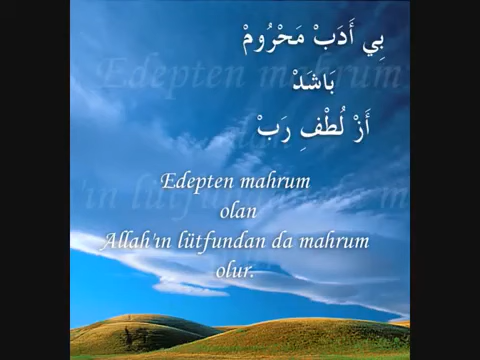 بِي أَدَبْ مَحْرُومْ
بَاشَدْ
أَزْ لُطْفِ رَبْ
Edepten mahrum
olan
Allah'ın lütfundan da mahrum
olur.